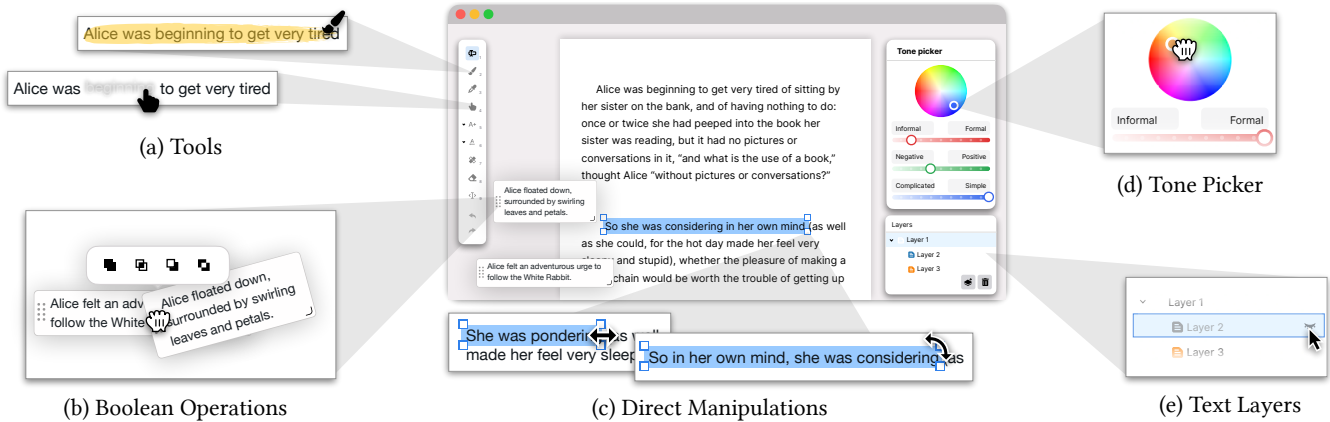 Alice was beginning to get very tired
Alice was beginning to get very tired
(a) Tools
Alice felt an adv
follow the White
Alice floated down,
surrounded by swirling
leaves and petals.
(b) Boolean Operations
Alice was beginning to get very tired of sitting by
her sister on the bank, and of having nothing to do:
once or twice she had peeped into the book her
sister was reading, but it had no pictures or
conversations in it, “and what is the use of a book,”
thought Alice “without pictures or conversations?”
Alice floated down,
surrounded by swirling
leaves and petals.
So she was considering in her own mind (as well
as she could, for the hot day made her feel very
and stupid), whether the pleasure of making a
chain would be worth the trouble of getting up
Alice felt an adventurous urge to
follow the White Rabbit.
Tone picker
Informal Formal
Negative Positive
Complicated Simple
Layers
Layer 1
Layer 2
Layer 3
She was pondering as well
made her feel very sleep
So in her own mind, she was considering (as
(c) Direct Manipulations
Informal Formal
(d) Tone Picker
Layer 1
Layer 2
Layer 3
(e) Text Layers